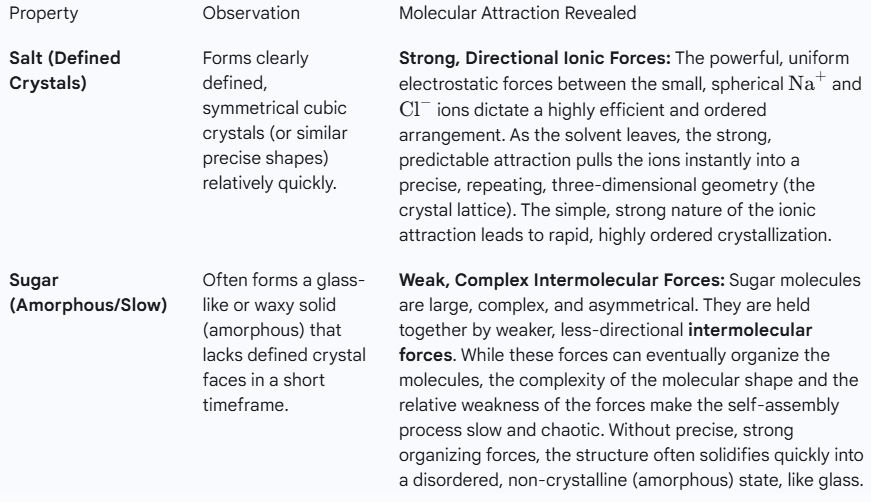 Property Observation Molecular Attraction Revealed
Salt (Defined Crystals)
Forms clearly
defined,
symmetrical cubic
crystals (or similar
precise shapes)
relatively quickly.
Strong, Directional Ionic Forces: The powerful, uniform
electrostatic forces between the small, spherical Na⁺ and
Cl⁻ ions dictate a highly efficient and ordered
arrangement. As the solvent leaves, the strong,
predictable attraction pulls the ions instantly into a
precise, repeating, three-dimensional geometry (the
crystal lattice). The simple, strong nature of the ionic
attraction leads to rapid, highly ordered crystallization.
Sugar
(Amorphous/Slow)
Often forms a glass-
like or waxy solid
(amorphous) that
lacks defined crystal
faces in a short
timeframe.
Weak, Complex Intermolecular Forces: Sugar molecules
are large, complex, and asymmetrical. They are held
together by weaker, less-directional intermolecular
forces. While these forces can eventually organize the
molecules, the complexity of the molecular shape and the
relative weakness of the forces make the self-assembly
process slow and chaotic. Without precise, strong
organizing forces, the structure often solidifies quickly into
a disordered, non-crystalline (amorphous) state, like glass.